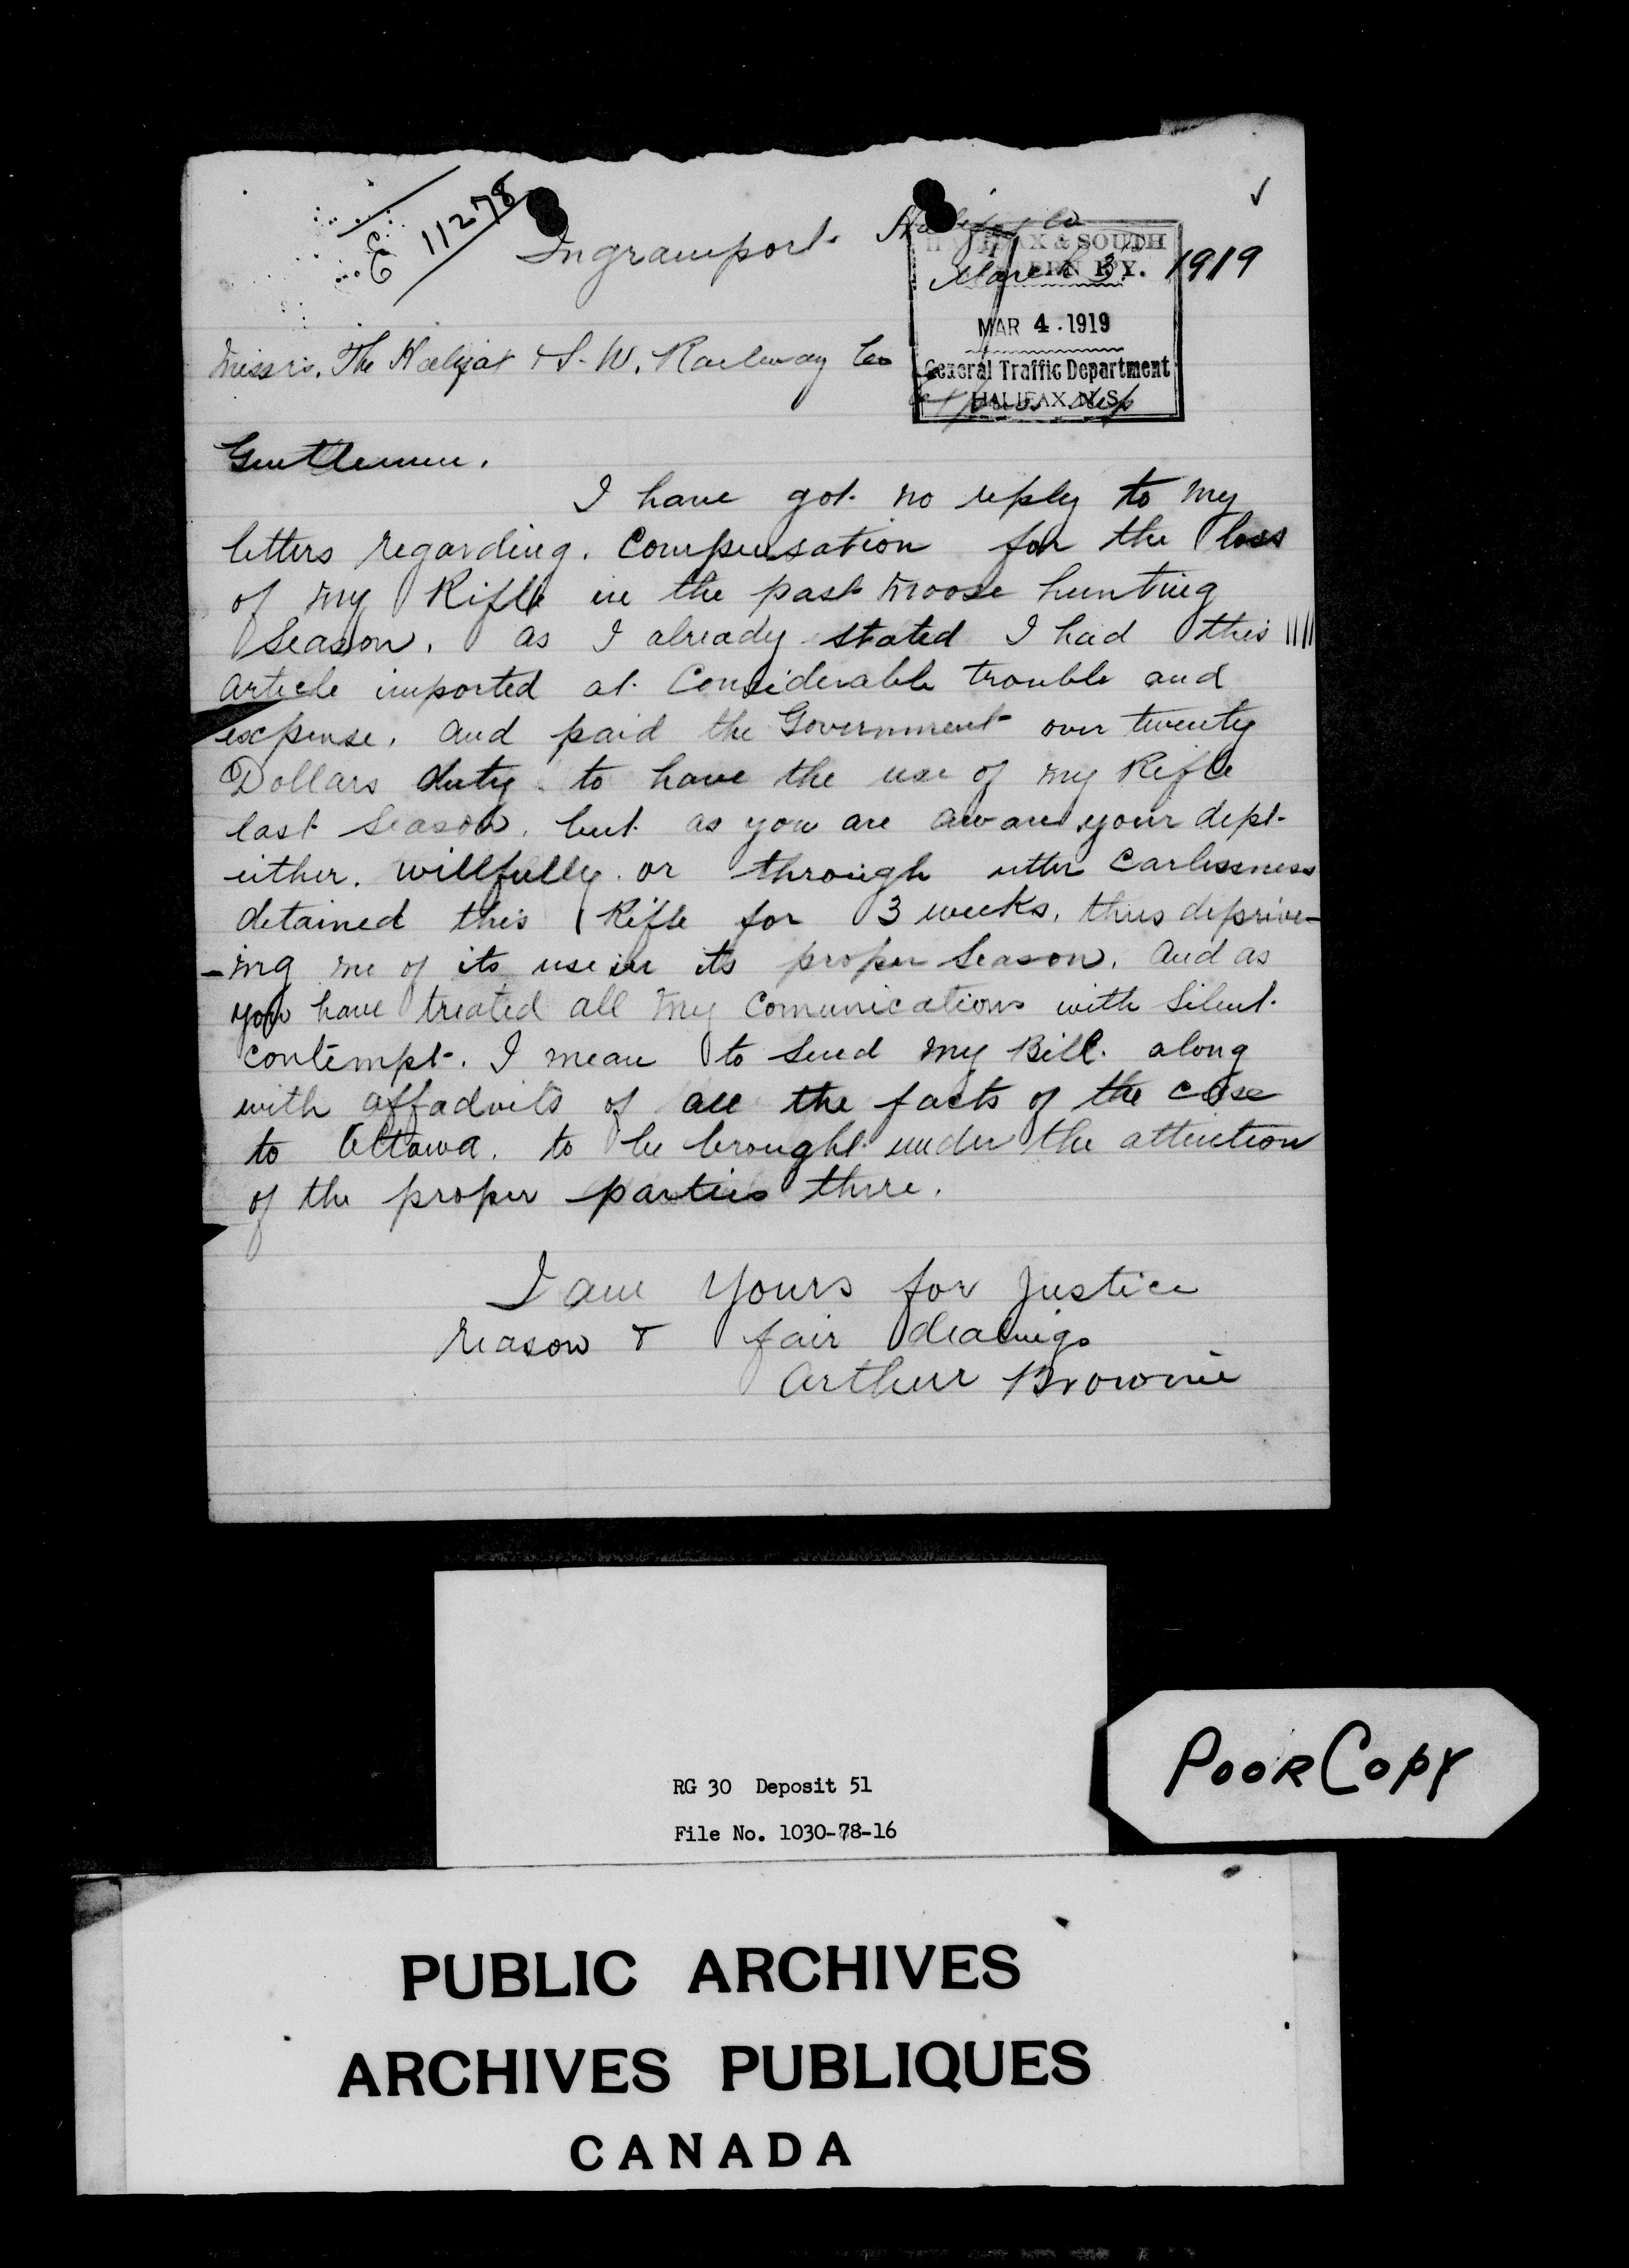 E 11278
Ingramport. Halifax Co
March 3rd. 1919
HALIFAX & SOUTH
ERN RY.
MAR 4. 1919
General Traffic Department
HALIFAX, N.S.
Messrs. The Halifax & S. W. Railway Co
Express Dep
Gentlemen.
I have got no reply to my
letters regarding. Compensation for the loss
of my Rifle in the past moose hunting
Season. as I already stated I had this
article imported at Considerable trouble and
expense. and paid the Government over twenty
Dollars duty to have the use of my Rifle
last Season. but as you are aware your dept.
either. willfully. or through utter Carlessness
detained this Rifle for 3 weeks. thus deprive-
-ing me of its use in its proper Season. And as
you have treated all my Comunications with Silent
contempt. I mean to Send my Bill. along
with affadvits of all the facts of the case
to Ottawa. to be brought under the attention
of the proper parties there.
I am Yours for Justice
reason & fair dealings
Arthur Brownie
RG 30 Deposit 51
File No. 1030-78-16
POOR COPY
PUBLIC ARCHIVES
ARCHIVES PUBLIQUES
CANADA